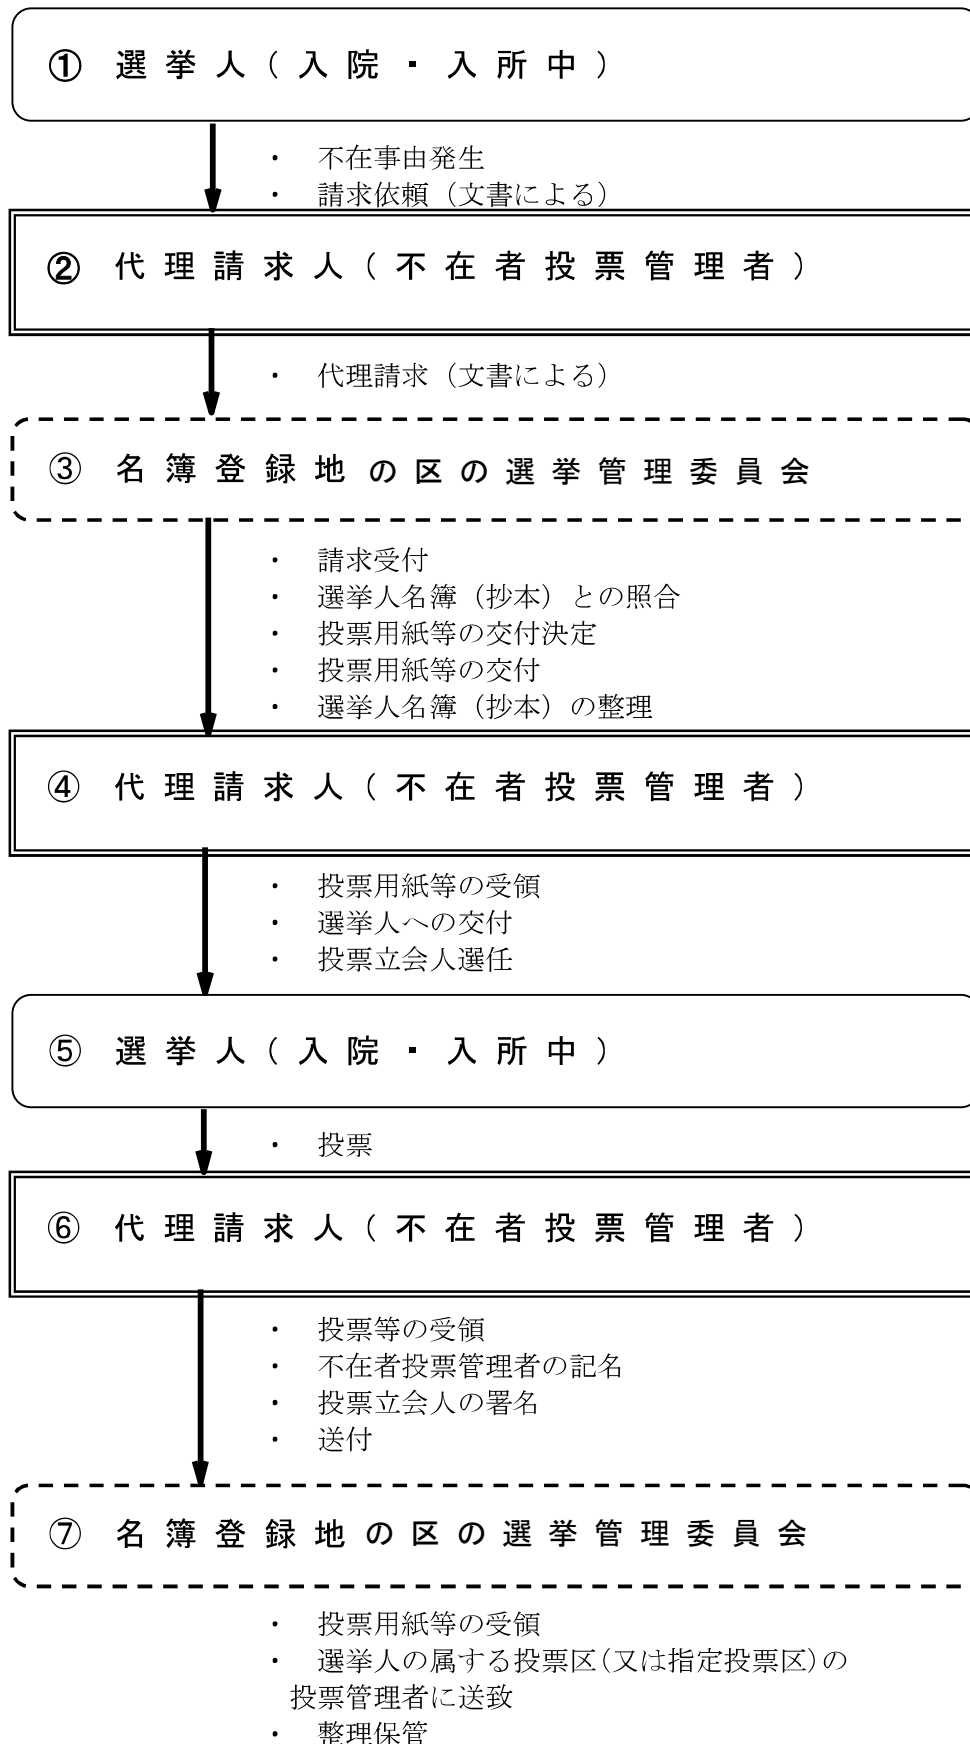 ① 選挙人(入院・入所中)
・ 不在事由発生
・ 請求依頼（文書による）
② 代理請求人(不在者投票管理者)
・ 代理請求（文書による）
③ 名簿登録地の区の選挙管理委員会
・ 請求受付
・ 選挙人名簿（抄本）との照合
・ 投票用紙等の交付決定
・ 投票用紙等の交付
・ 選挙人名簿（抄本）の整理
④ 代理請求人(不在者投票管理者)
・ 投票用紙等の受領
・ 選挙人への交付
・ 投票立会人選任
⑤ 選挙人(入院・入所中)
・ 投票
⑥ 代理請求人(不在者投票管理者)
・ 投票等の受領
・ 不在者投票管理者の記名
・ 投票立会人の署名
・ 送付
⑦ 名簿登録地の区の選挙管理委員会
・ 投票用紙等の受領
・ 選挙人の属する投票区(又は指定投票区)の
投票管理者に送致
・ 整理保管